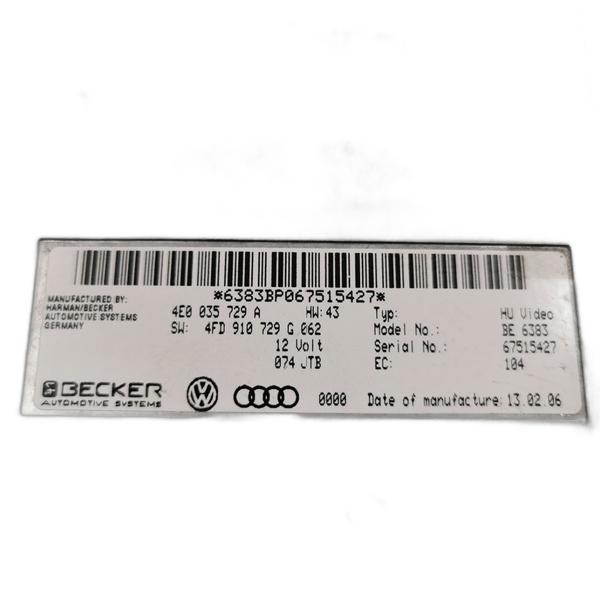 *6383BP067515427*
MANUFACTURED BY:
HARMAN/BECKER
AUTOMOTIVE SYSTEMS
GERMANY
4E0 035 729 A HW: 43 Typ: HU Video
SW: 4FD 910 729 G 062 Model No.: BE 6383
12 Volt Serial No.: 67515427
074 JTB EC: 104
BECKER
AUTOMOTIVE SYSTEMS
0000 Date of manufacture: 13.02.06